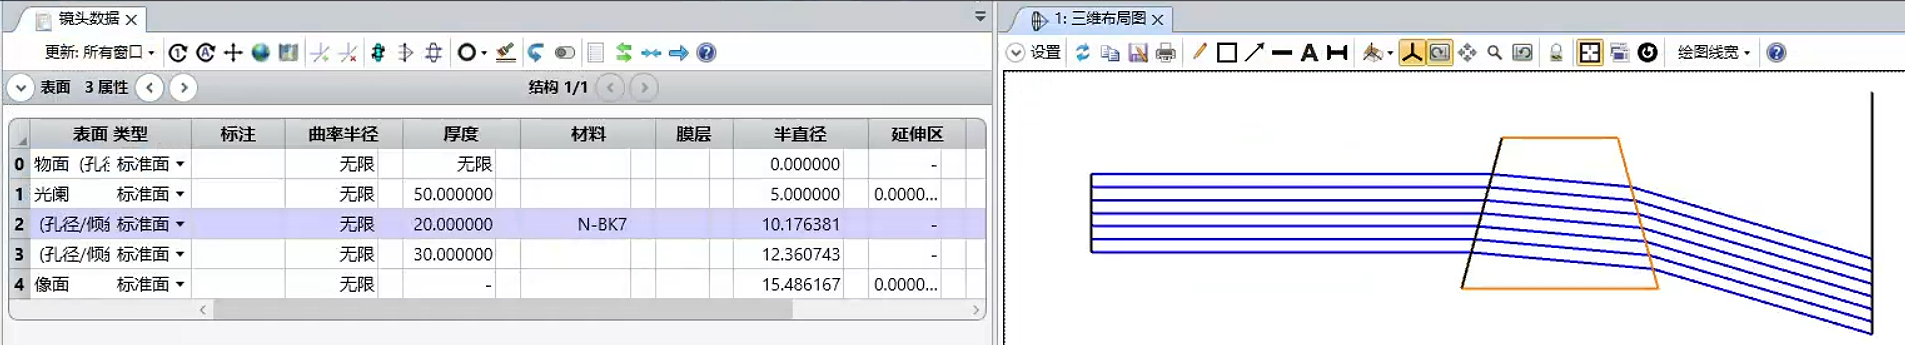 镜头数据
更新: 所有窗口
表面 3 属性
结构 1/1
表面 类型 标注 曲率半径 厚度 材料 膜层 半直径 延伸区
0 物面 (孔径 标准面 无限 无限 0.000000 -
1 光阑 标准面 无限 50.000000 5.000000 0.0000...
2 (孔径/倾斜 标准面 无限 20.000000 N-BK7 10.176381 -
3 (孔径/倾斜 标准面 无限 30.000000 12.360743 -
4 像面 标准面 无限 - 15.486167 0.0000...
1: 三维布局图
设置
A
绘图线宽